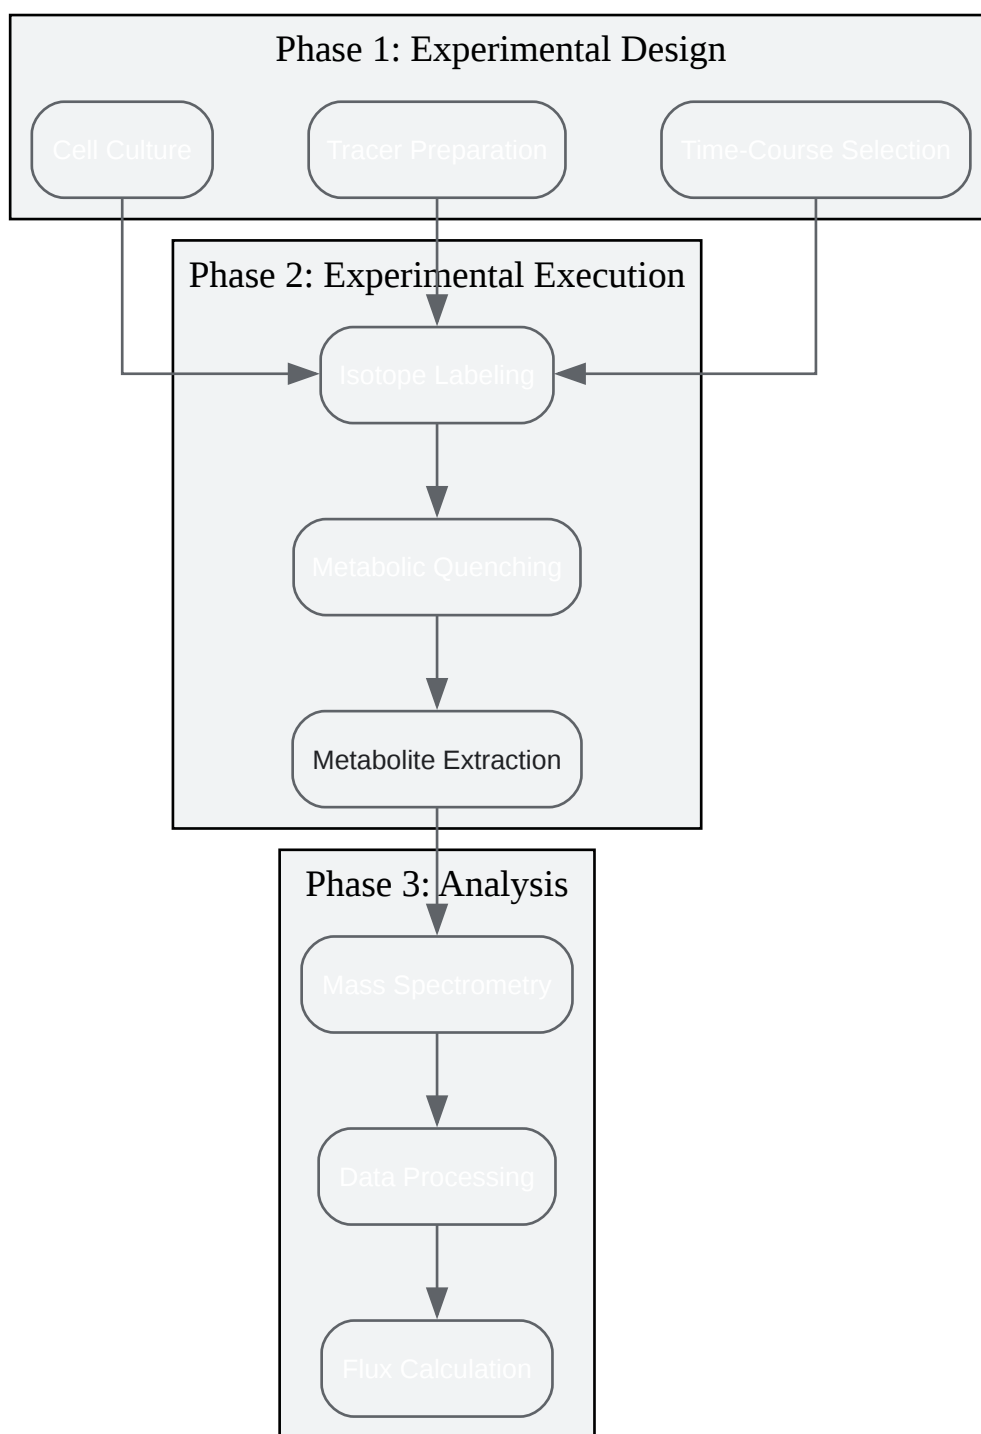 Phase 1: Experimental Design
Cell Culture
Tracer Preparation
Time-Course Selection
Phase 2: Experimental Execution
Isotope Labeling
Metabolic Quenching
Metabolite Extraction
Phase 3: Analysis
Mass Spectrometry
Data Processing
Flux Calculation